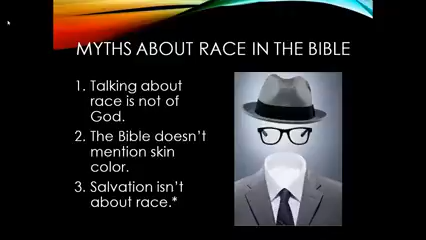 MYTHS ABOUT RACE IN THE BIBLE
1. Talking about
race is not of
God.
2. The Bible doesn't
mention skin
color.
3. Salvation isn't
about race.*